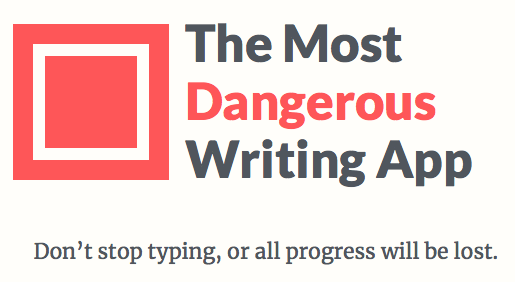 The Most
Dangerous
Writing App
Don’t stop typing, or all progress will be lost.